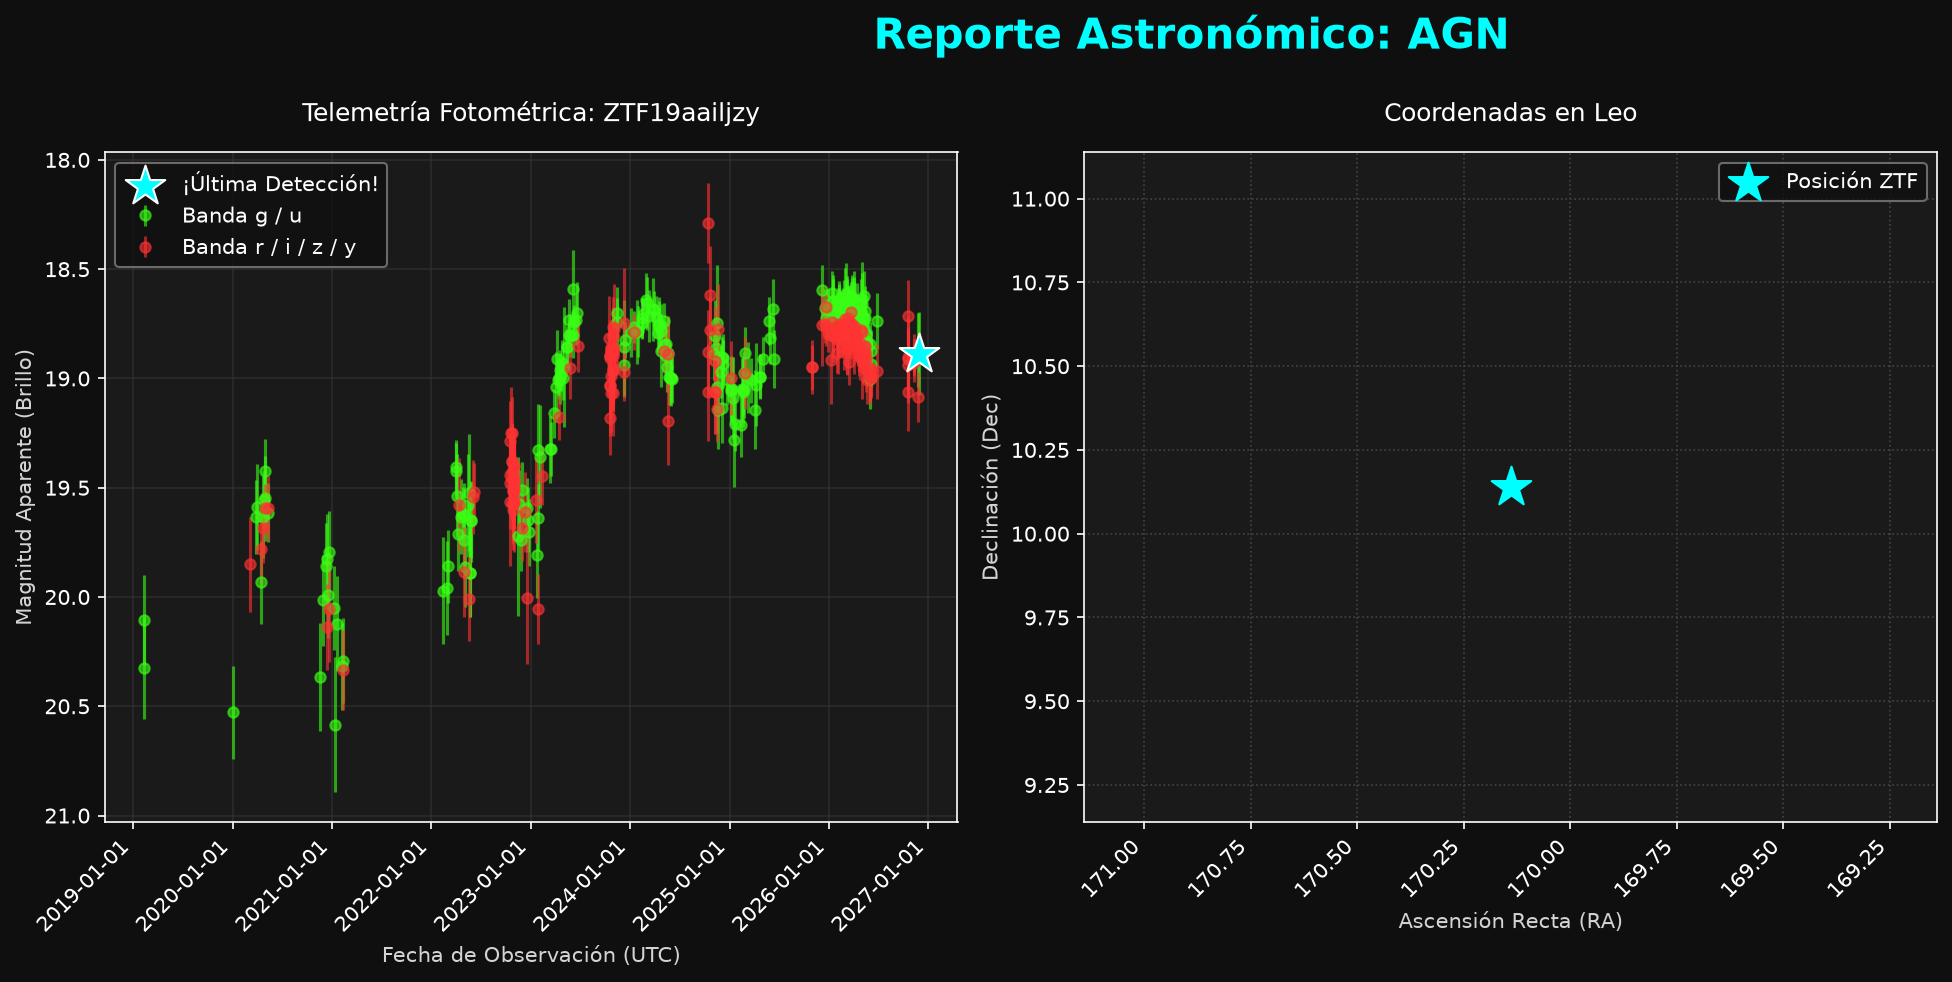 Reporte Astronómico: AGN
Telemetría Fotométrica: ZTF19aailjzy
¡Última Detección!
Banda g / u
Banda r / i / z / y
Magnitud Aparente (Brillo)
18.0
18.5
19.0
19.5
20.0
20.5
21.0
2019-01-01
2020-01-01
2021-01-01
2022-01-01
2023-01-01
2024-01-01
2025-01-01
2026-01-01
2027-01-01
Fecha de Observación (UTC)
Coordenadas en Leo
Posición ZTF
Declinación (Dec)
11.00
10.75
10.50
10.25
10.00
9.75
9.50
9.25
171.00
170.75
170.50
170.25
170.00
169.75
169.50
169.25
Ascensión Recta (RA)